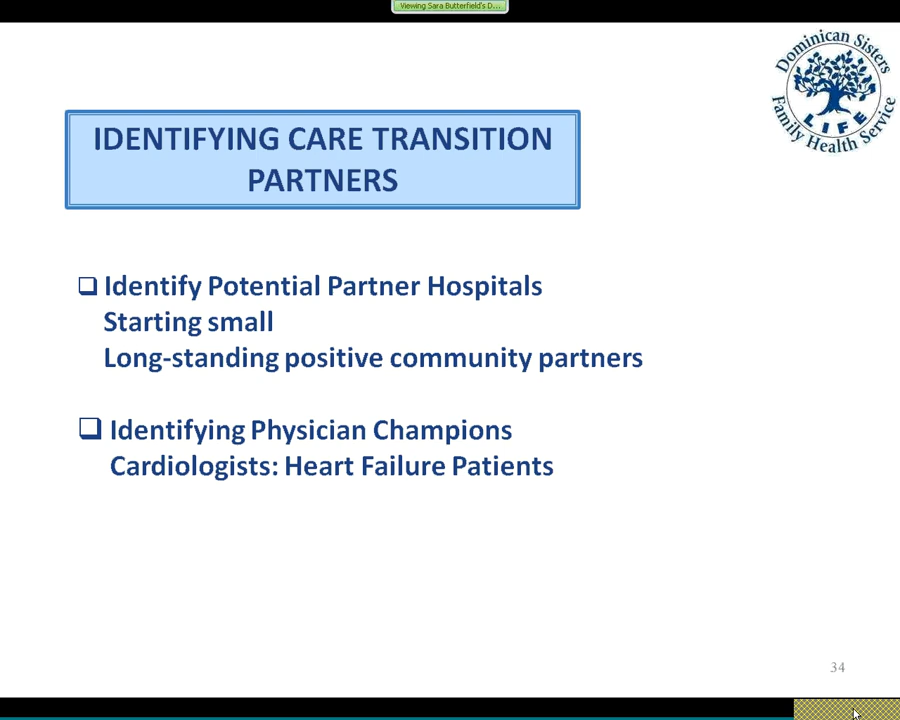 Viewing Sara Butterfield's D...
Dominican Sisters
Family Health Service
LIFE
IDENTIFYING CARE TRANSITION
PARTNERS
Identify Potential Partner Hospitals
Starting small
Long-standing positive community partners
Identifying Physician Champions
Cardiologists: Heart Failure Patients
34